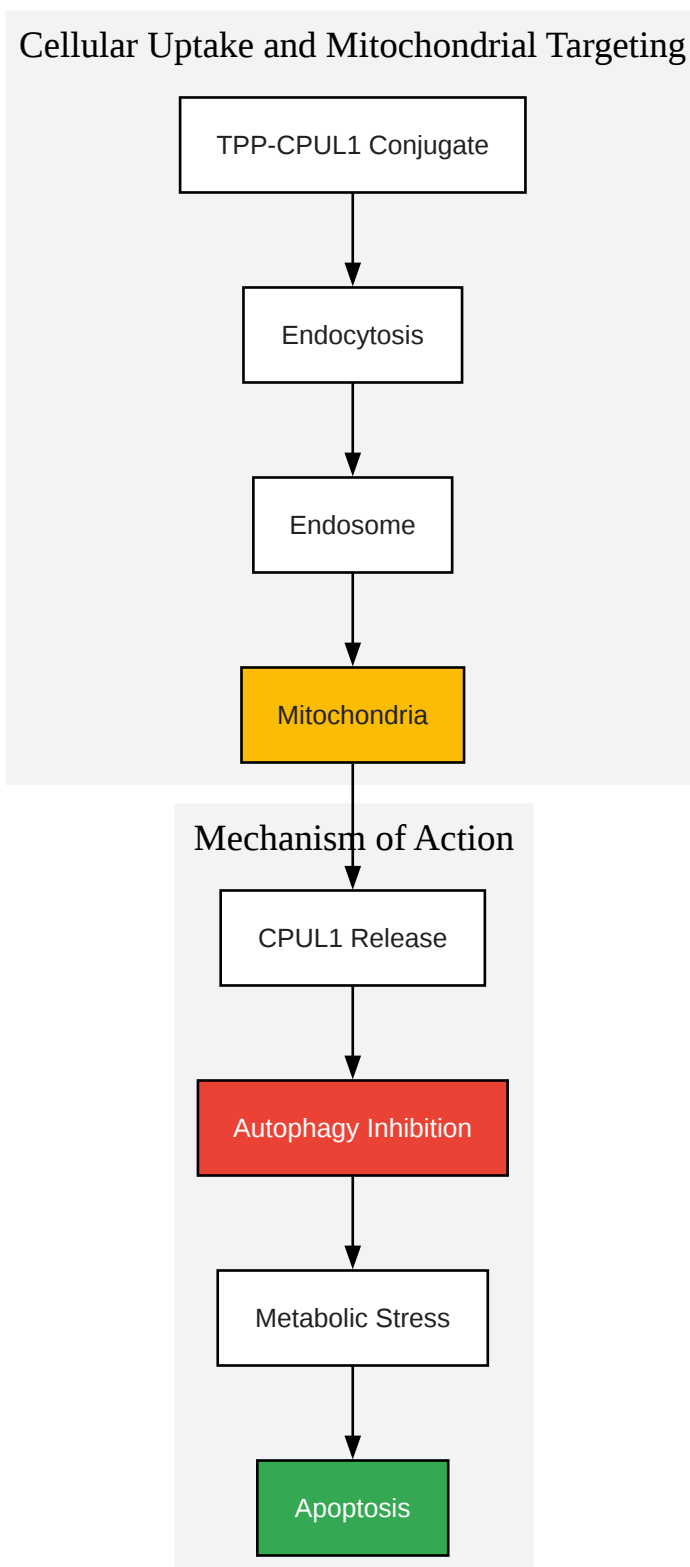 Cellular Uptake and Mitochondrial Targeting
TPP-CPUL1 Conjugate
Endocytosis
Endosome
Mitochondria
Mechanism of Action
CPUL1 Release
Autophagy Inhibition
Metabolic Stress
Apoptosis